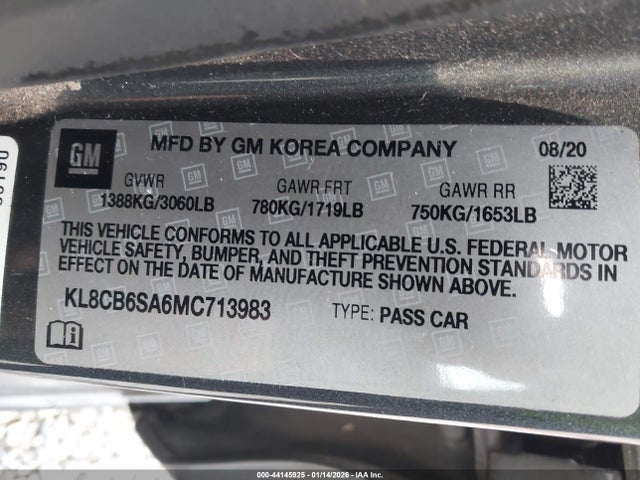 GM
MFD BY GM KOREA COMPANY
08/20
GVWR
GAWR FRT
GAWR RR
1388KG/3060LB
780KG/1719LB
750KG/1653LB
THIS VEHICLE CONFORMS TO ALL APPLICABLE U.S. FEDERAL MOTOR
VEHICLE SAFETY, BUMPER, AND THEFT PREVENTION STANDARDS IN
EFFECT ON THE DATE OF MANUFACTURE SHOWN ABOVE.
KL8CB6SA6MC713983
TYPE: PASS CAR
000-44145925 - 01/14/2026 - IAA Inc.